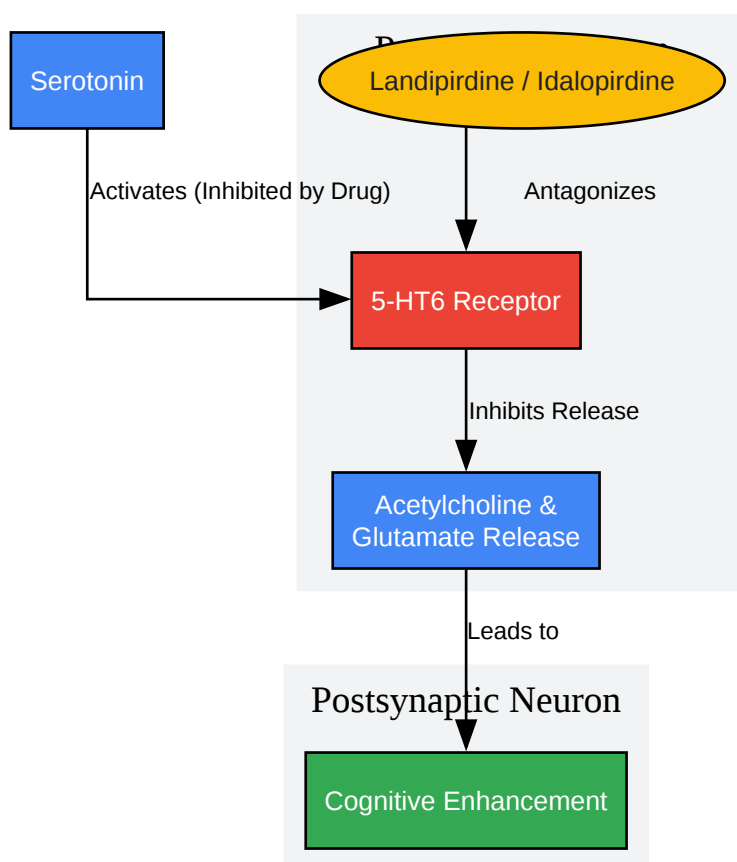 Serotonin
Landipirdine / Idalopirdine
Activates (Inhibited by Drug)
Antagonizes
5-HT6 Receptor
Inhibits Release
Acetylcholine &
Glutamate Release
Leads to
Postsynaptic Neuron
Cognitive Enhancement